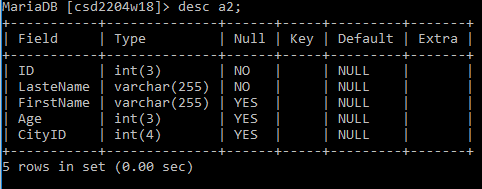 MariaDB [csd2204w18]> desc a2;
+-----------+--------------+------+-----+---------+-------+
| Field     | Type         | Null | Key | Default | Extra |
+-----------+--------------+------+-----+---------+-------+
| ID        | int(3)       | NO   |     | NULL    |       |
| LasteName | varchar(255) | NO   |     | NULL    |       |
| FirstName | varchar(255) | YES  |     | NULL    |       |
| Age       | int(3)       | YES  |     | NULL    |       |
| CityID    | int(4)       | YES  |     | NULL    |       |
+-----------+--------------+------+-----+---------+-------+
5 rows in set (0.00 sec)